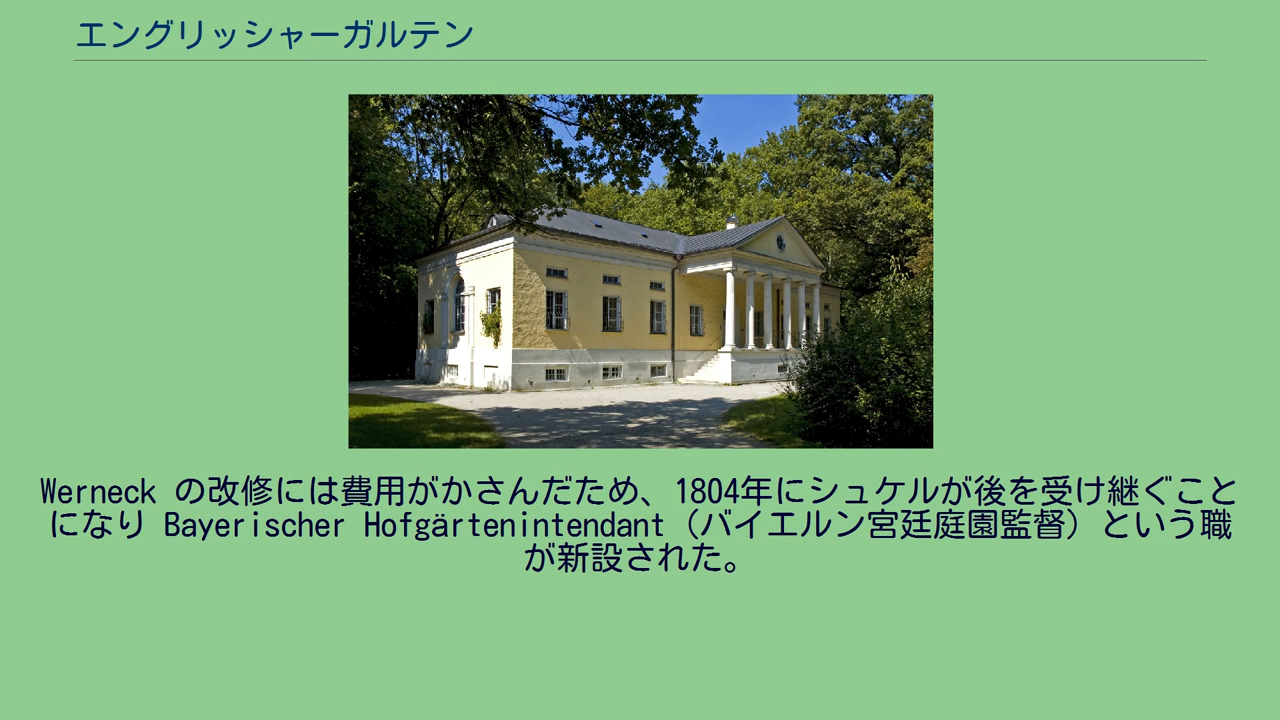 エングリッシャーガルテン
Werneck の改修には費用がかさんだため、1804年にシュケルが後を受け継ぐこと
になり Bayerischer Hofgärtenintendant（バイエルン宮廷庭園監督）という職
が新設された。